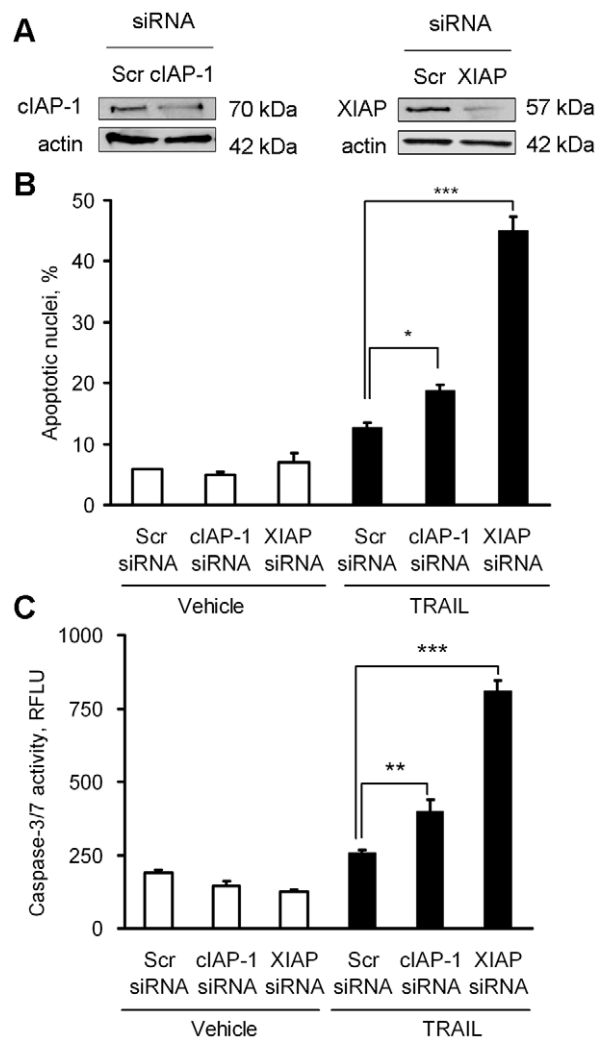 A
siRNA
siRNA
Scr cIAP-1
Scr XIAP
cIAP-1
70 kDa
XIAP
57 kDa
actin
42 kDa
actin
42 kDa
B
50
40
30
20
10
0
Apoptotic nuclei, %
***
*
Scr cIAP-1 XIAP Scr cIAP-1 XIAP
siRNA siRNA siRNA siRNA siRNA siRNA
Vehicle TRAIL
C
1000
750
500
250
0
Caspase-3/7 activity, RFLU
***
**
Scr cIAP-1 XIAP Scr cIAP-1 XIAP
siRNA siRNA siRNA siRNA siRNA siRNA
Vehicle TRAIL